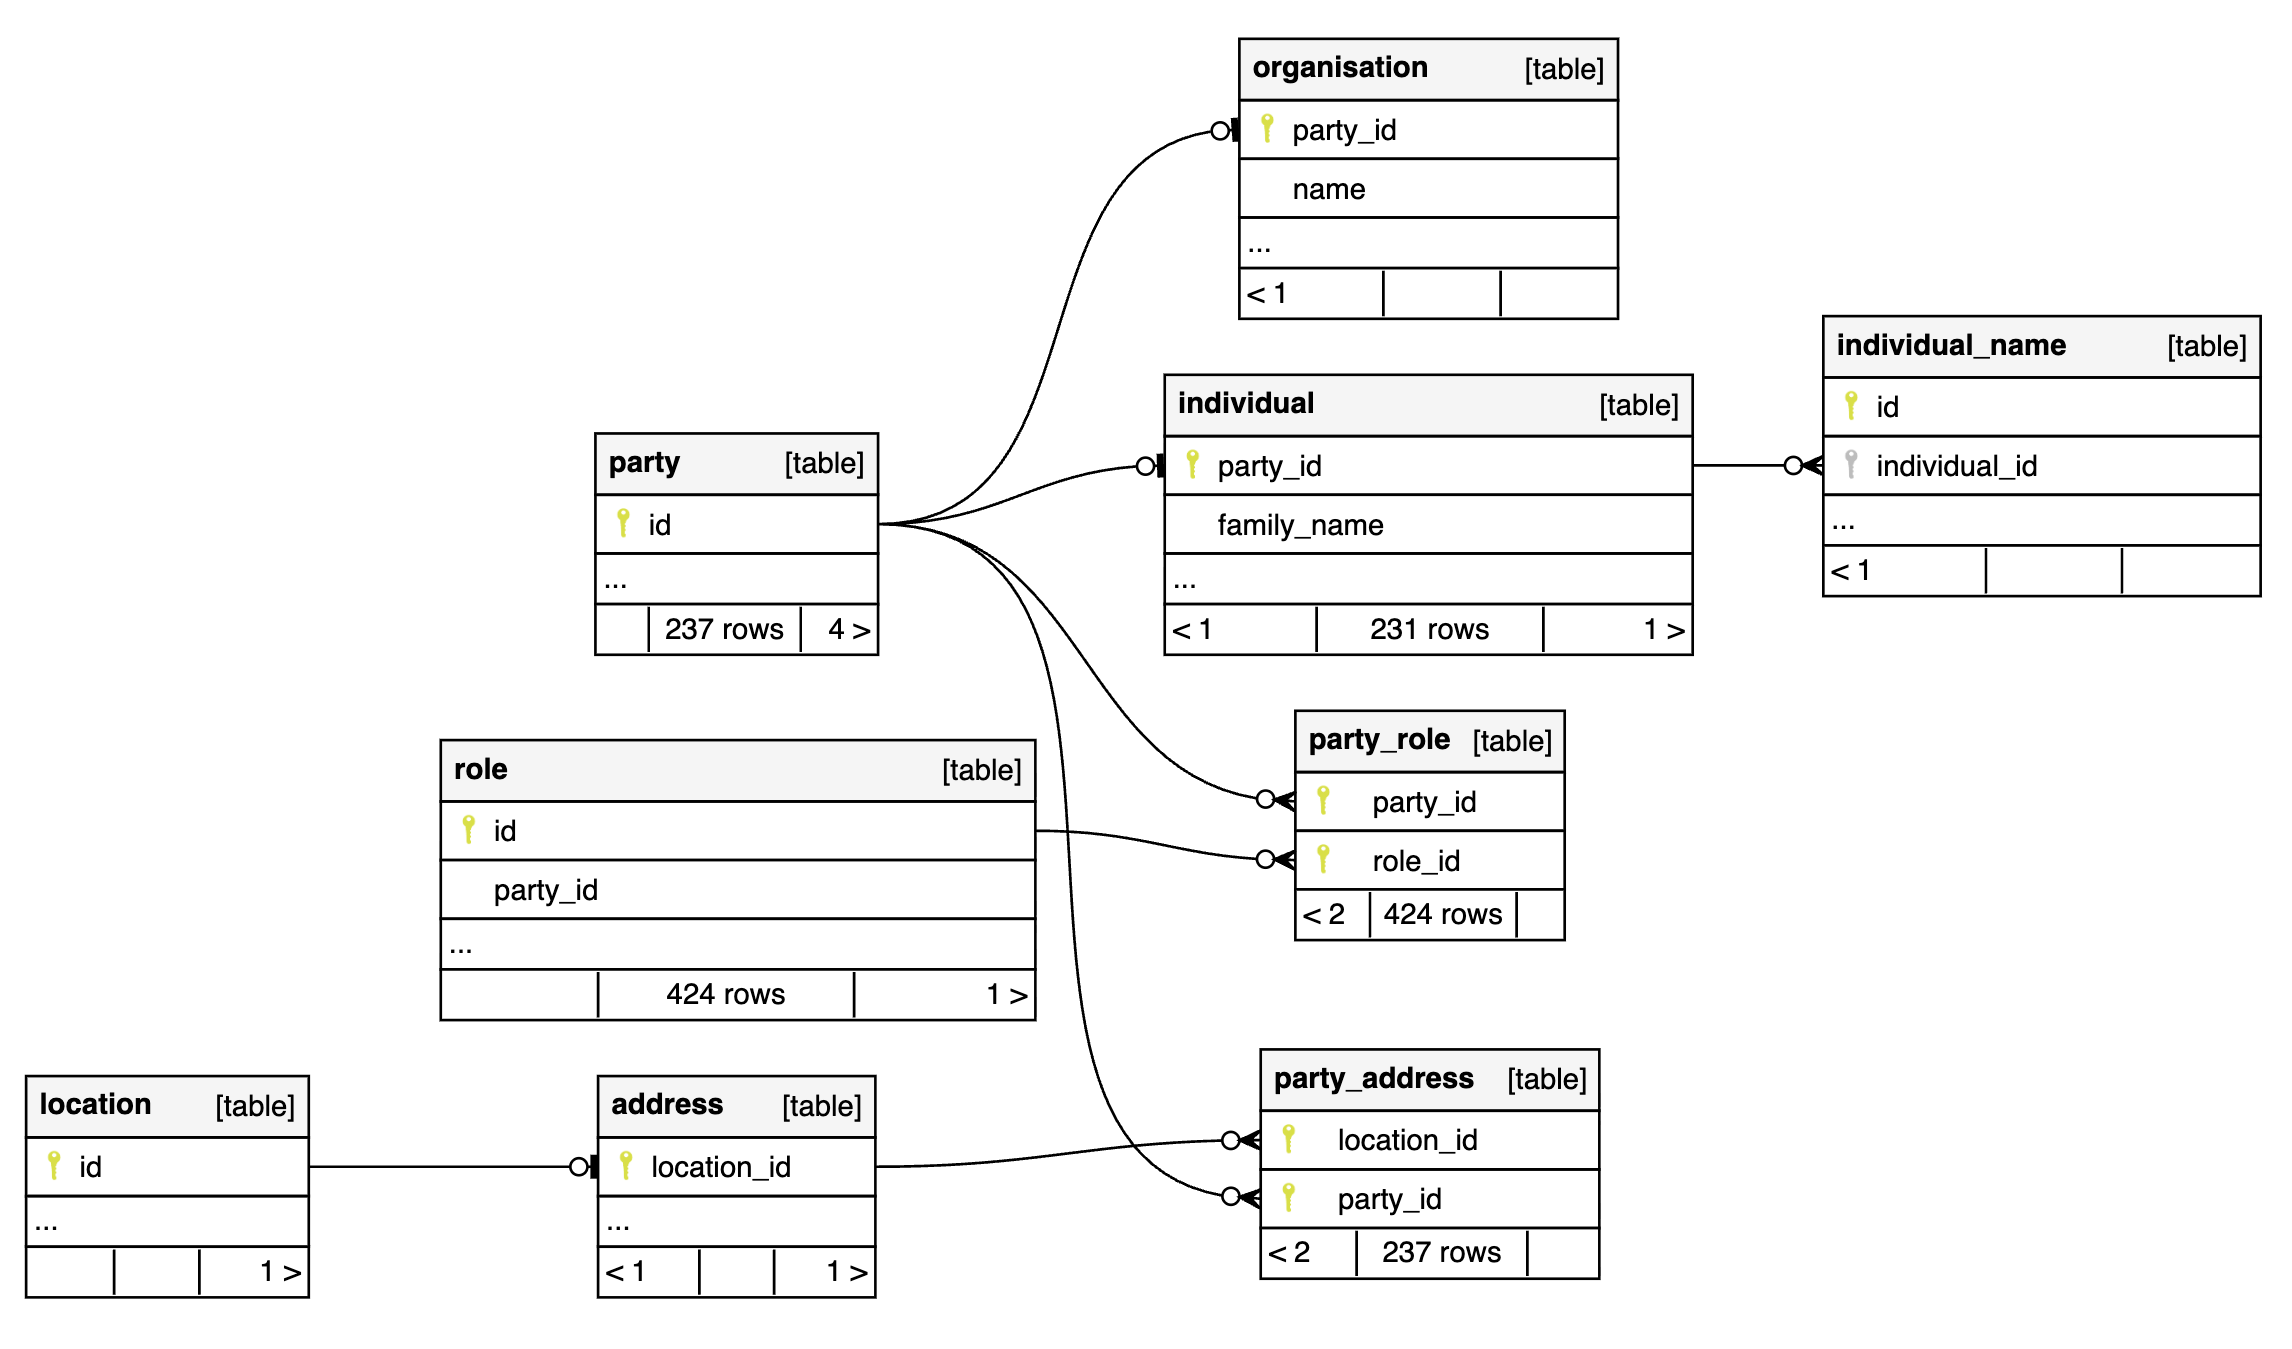 organisation [table]
party_id
name
...
< 1
individual_name [table]
id
individual_id
...
< 1
individual [table]
party_id
family_name
...
< 1 231 rows 1 >
party [table]
id
...
237 rows 4 >
party_role [table]
party_id
role_id
< 2 424 rows
role [table]
id
party_id
...
424 rows 1 >
party_address [table]
location_id
party_id
< 2 237 rows
location [table]
id
...
1 >
address [table]
location_id
...
< 1 1 >